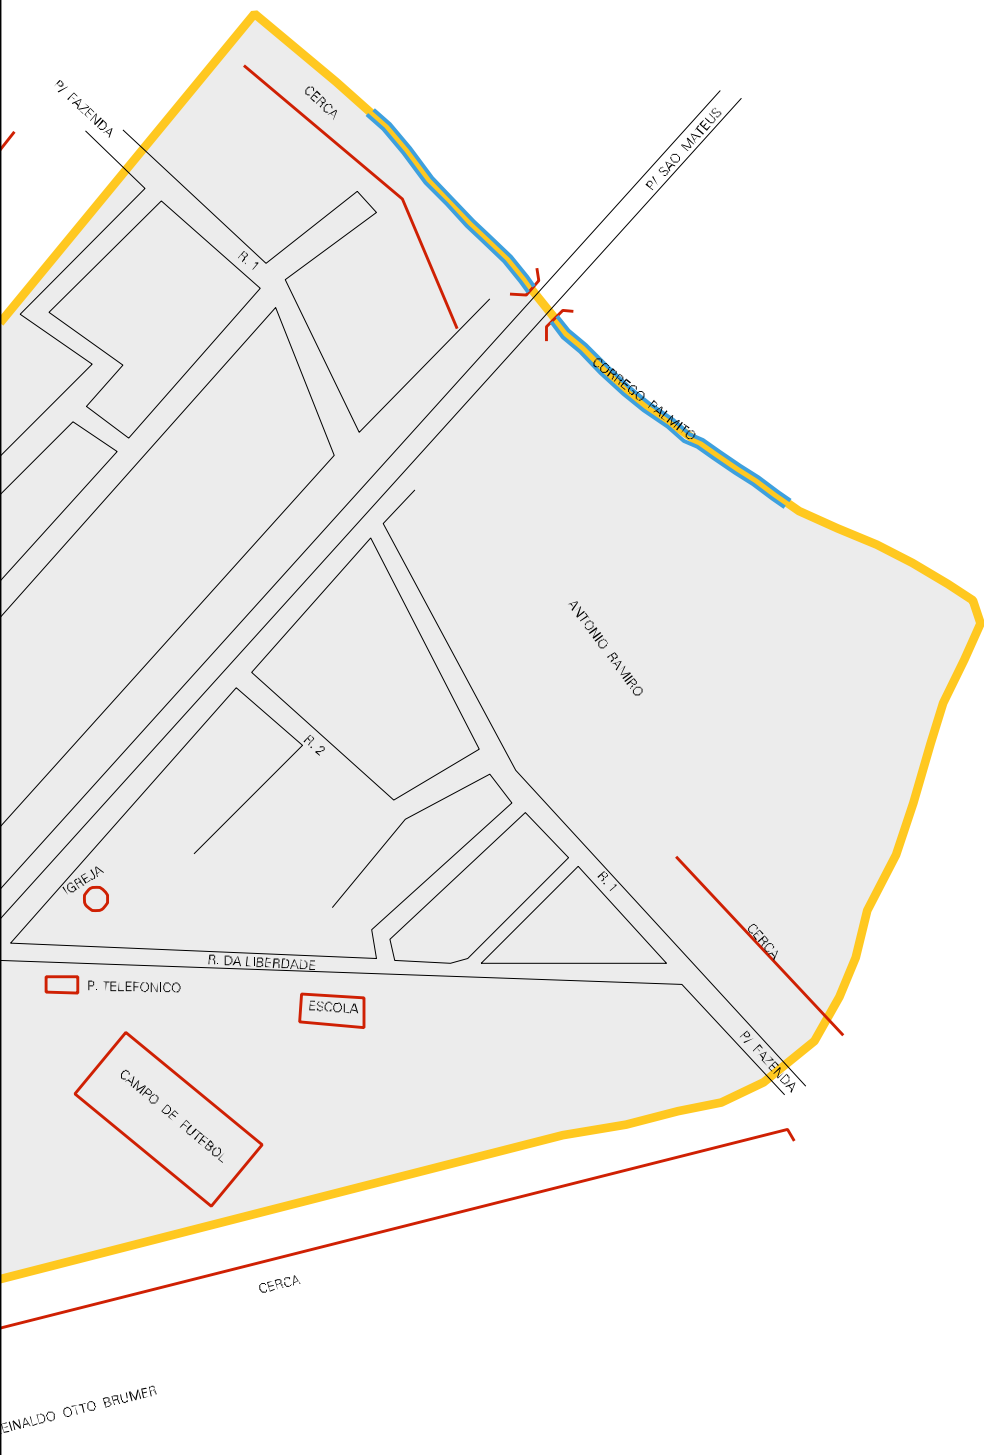 P/ FAZENDA
CERCA
P/ SAO MATEUS
R. 1
CORREGO PALMITO
ANTONIO RAMIRO
R. 2
IGREJA
R. 1
CERCA
R. DA LIBERDADE
P. TELEFONICO
ESCOLA
P/ FAZENDA
CAMPO DE FUTEBOL
CERCA
EINALDO OTTO BRUMER